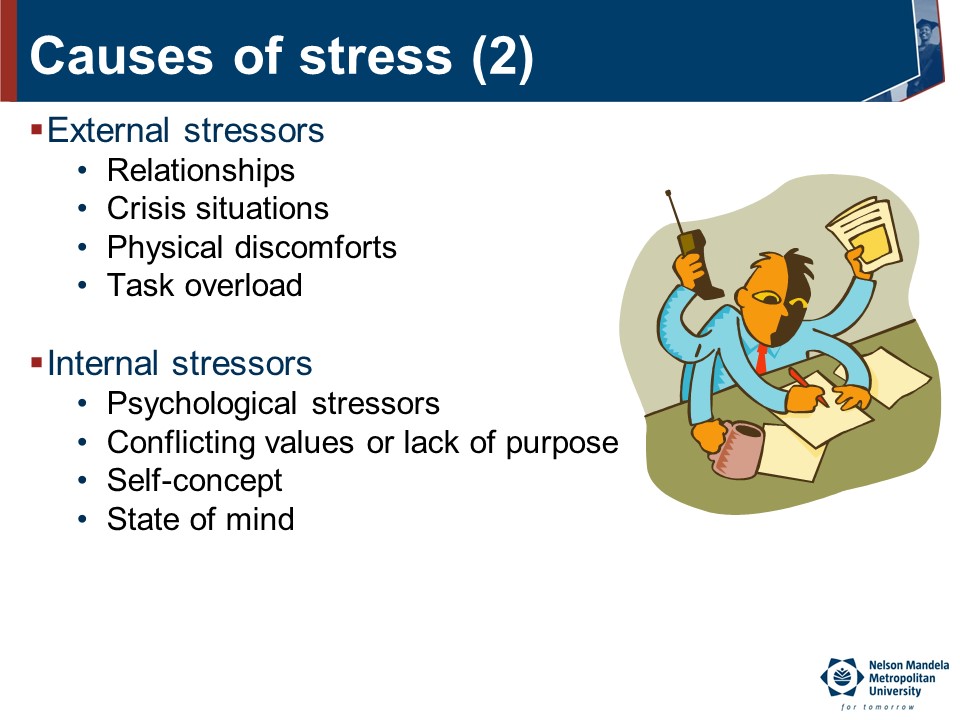 Causes of stress (2)
▪External stressors
• Relationships
• Crisis situations
• Physical discomforts
• Task overload
▪Internal stressors
• Psychological stressors
• Conflicting values or lack of purpose
• Self-concept
• State of mind
Nelson Mandela
Metropolitan
University
for tomorrow